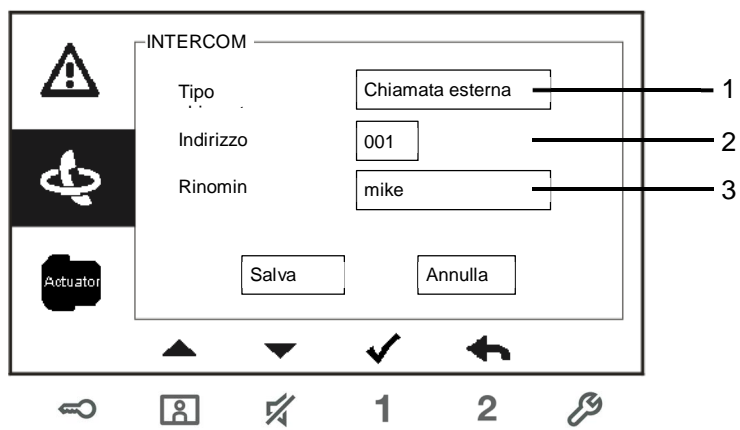 INTERCOM
Tipo
Chiamata esterna
1
Indirizzo
001
2
Rinomin
mike
3
Actuator
Salva
Annulla
1
2